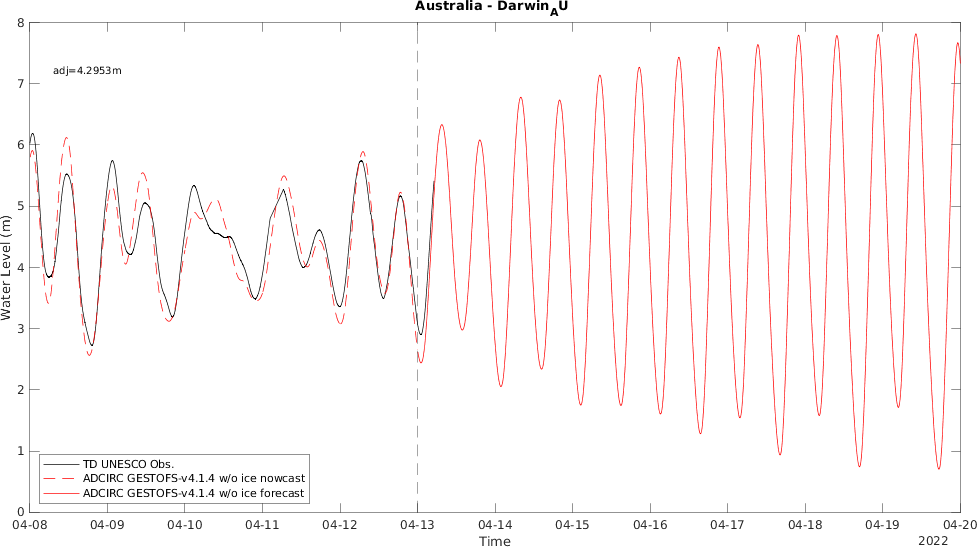 Australia - Darwin_AU
8
adj=4.2953m
7
6
5
4
3
2
1
0
Water Level (m)
TD UNESCO Obs.
ADCIRC GESTOFS-v4.1.4 w/o ice nowcast
ADCIRC GESTOFS-v4.1.4 w/o ice forecast
04-08 04-09 04-10 04-11 04-12 04-13 04-14 04-15 04-16 04-17 04-18 04-19 04-20
Time
2022